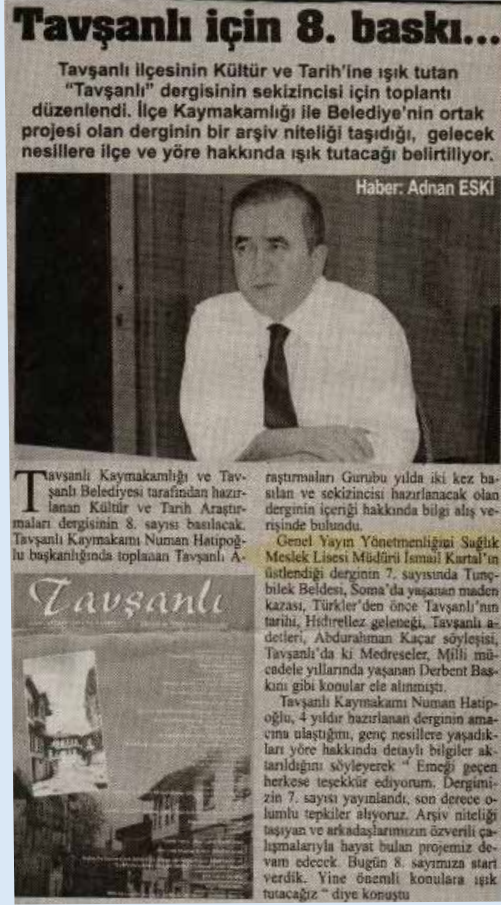 Tavşanlı için 8. baskı...
Tavşanlı ilçesinin Kültür ve Tarih'ine ışık tutan
“Tavşanlı” dergisinin sekizincisi için toplantı
düzenlendi. İlçe Kaymakamlığı ile Belediye'nin ortak
projesi olan derginin bir arşiv niteliği taşıdığı, gelecek
nesillere ilçe ve yöre hakkında ışık tutacağı belirtiliyor.
Haber: Adnan ESKİ
Tavşanlı Kaymakamlığı ve Tav-
şanlı Belediyesi tarafından hazır-
lanan Kültür ve Tarih Araştır-
maları dergisinin 8. sayısı basılacak.
Tavşanlı Kaymakamı Numan Hatipoğ-
lu başkanlığında toplanan Tavşanlı A-
raştırmaları Gurubu yılda iki kez ba-
sılan ve sekizincisi hazırlanacak olan
derginin içeriği hakkında bilgi alış ve-
rişinde bulundu.
Genel Yayın Yönetmenliğini Sağlık
Meslek Lisesi Müdürü İsmail Kartal'ın
üstlendiği derginin 7. sayısında Tunç-
bilek Beldesi, Soma'da yaşanan maden
kazası, Türkler'den önce Tavşanlı'nın
tarihi, Hıdırellez geleneği, Tavşanlı a-
detleri, Abdurahman Kaçar söyleşisi,
Tavşanlı'da ki Medreseler, Milli mü-
cadele yıllarında yaşanan Derbent Bas-
kını gibi konular ele alınmıştı.
Tavşanlı Kaymakamı Numan Hatip-
oğlu, 4 yıldır hazırlanan derginin ama-
cına ulaştığını, genç nesillere yaşadık-
ları yöre hakkında detaylı bilgiler ak-
tarıldığını söyleyerek “ Emeği geçen
herkese teşekkür ediyorum. Dergimi-
zin 7. sayısı yayınlandı, son derece o-
lumlu tepkiler alıyoruz. Arşiv niteliği
taşıyan ve arkadaşlarımızın özverili ça-
lışmalarıyla hayat bulan projemiz de-
vam edecek. Bugün 8. sayımıza start
verdik. Yine önemli konulara ışık
tutacağız “ diye konuştu
Tavşanlı